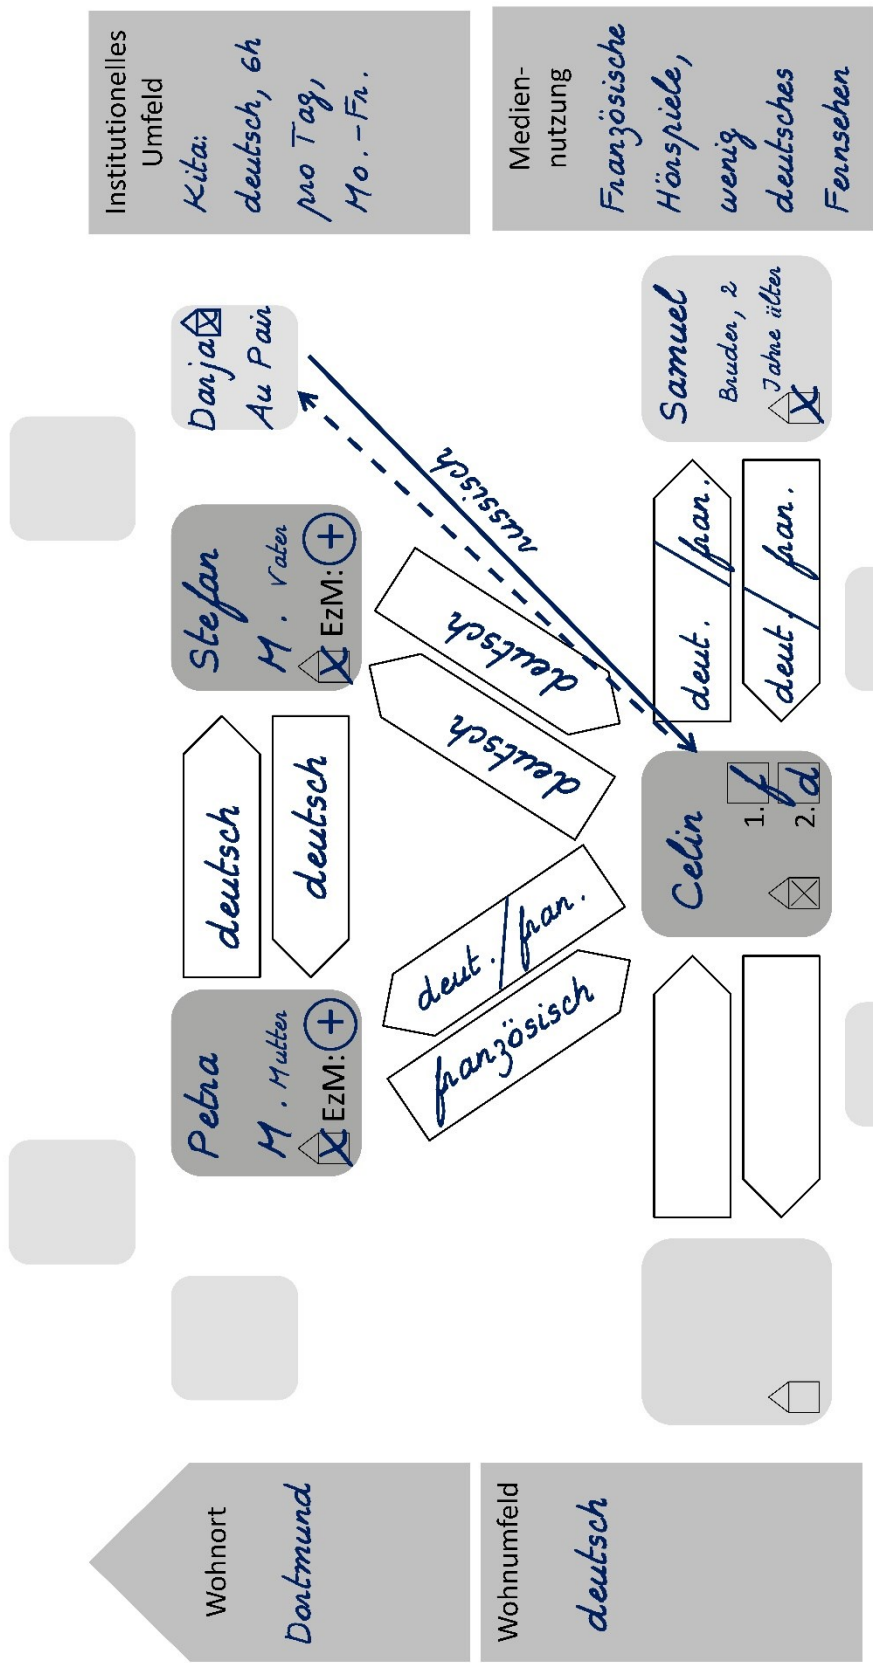 Wohnort
Dortmund
Wohnumfeld
deutsch
Petra
M. Mutter
X EzM: +
deutsch
deutsch
Stefan
M. Vater
X EzM: +
Darja
Au Pair
französisch
deut. / fran.
deutsch
deutsch
russisch
Celin
1. f
2. d
deut. / fran.
deut. / fran.
Samuel
Bruder, 2
Jahre älter
X
Institutionelles
Umfeld
Kita:
deutsch, 6h
pro Tag,
Mo.-Fr.
Medien-
nutzung
Französische
Hörspiele,
wenig
deutsches
Fernsehen